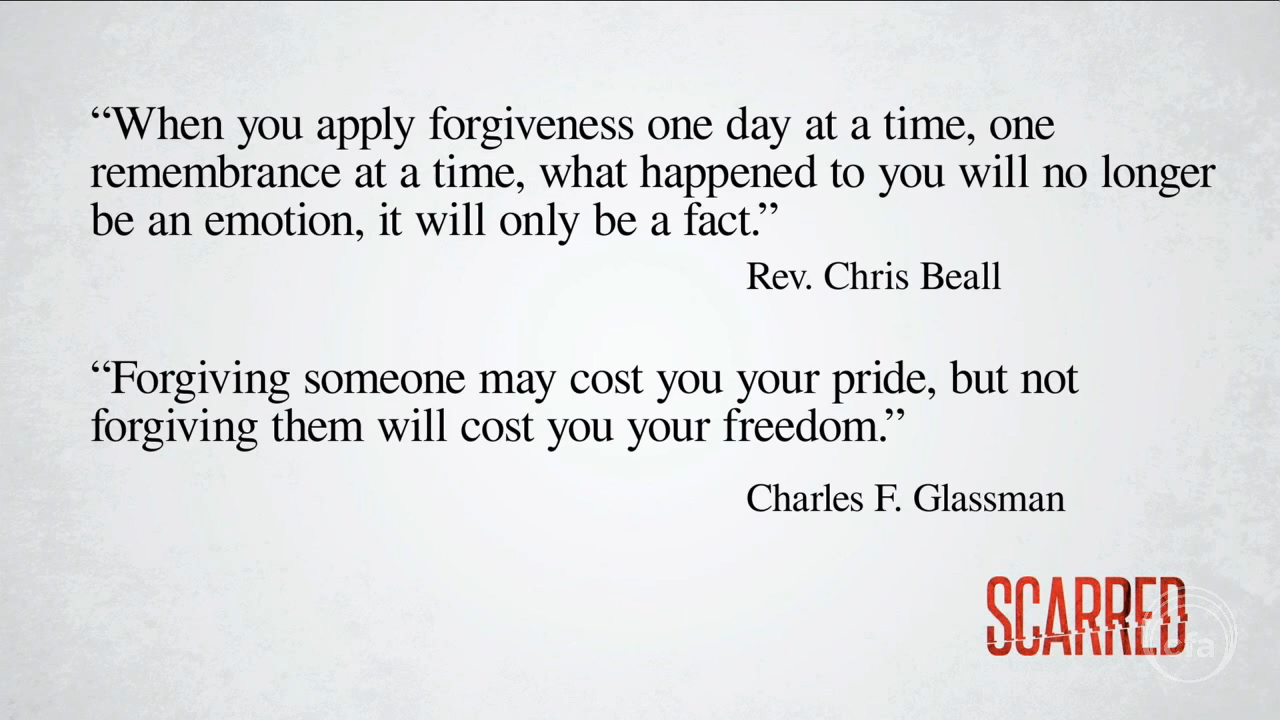 “When you apply forgiveness one day at a time, one
remembrance at a time, what happened to you will no longer
be an emotion, it will only be a fact.”
Rev. Chris Beall
“Forgiving someone may cost you your pride, but not
forgiving them will cost you your freedom.”
Charles F. Glassman
SCARRED
cfa